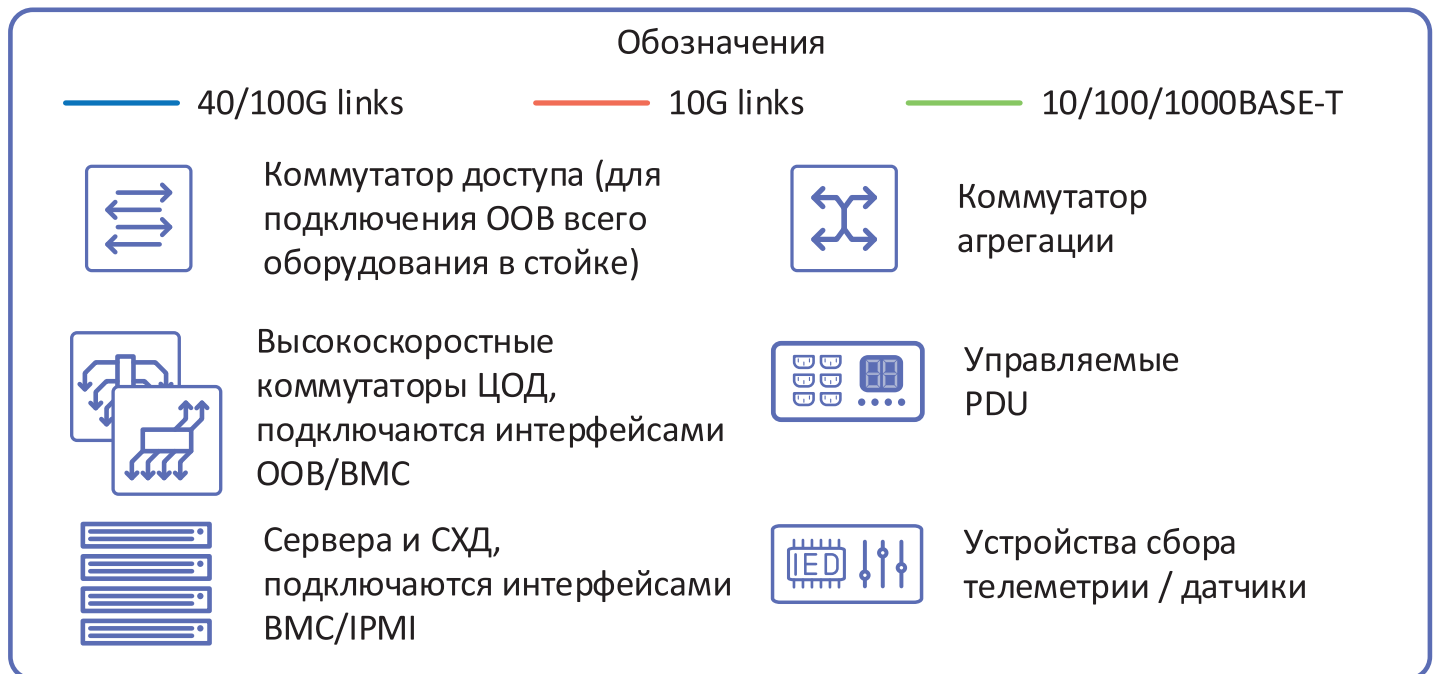 Обозначения
40/100G links
10G links
10/100/1000BASE-T
Коммутатор доступа (для
подключения OOB всего
оборудования в стойке)
Коммутатор
агрегации
Высокоскоростные
коммутаторы ЦОД,
подключаются интерфейсами
OOB/BMC
Управляемые
PDU
Сервера и СХД,
подключаются интерфейсами
BMC/IPMI
IED
Устройства сбора
телеметрии / датчики